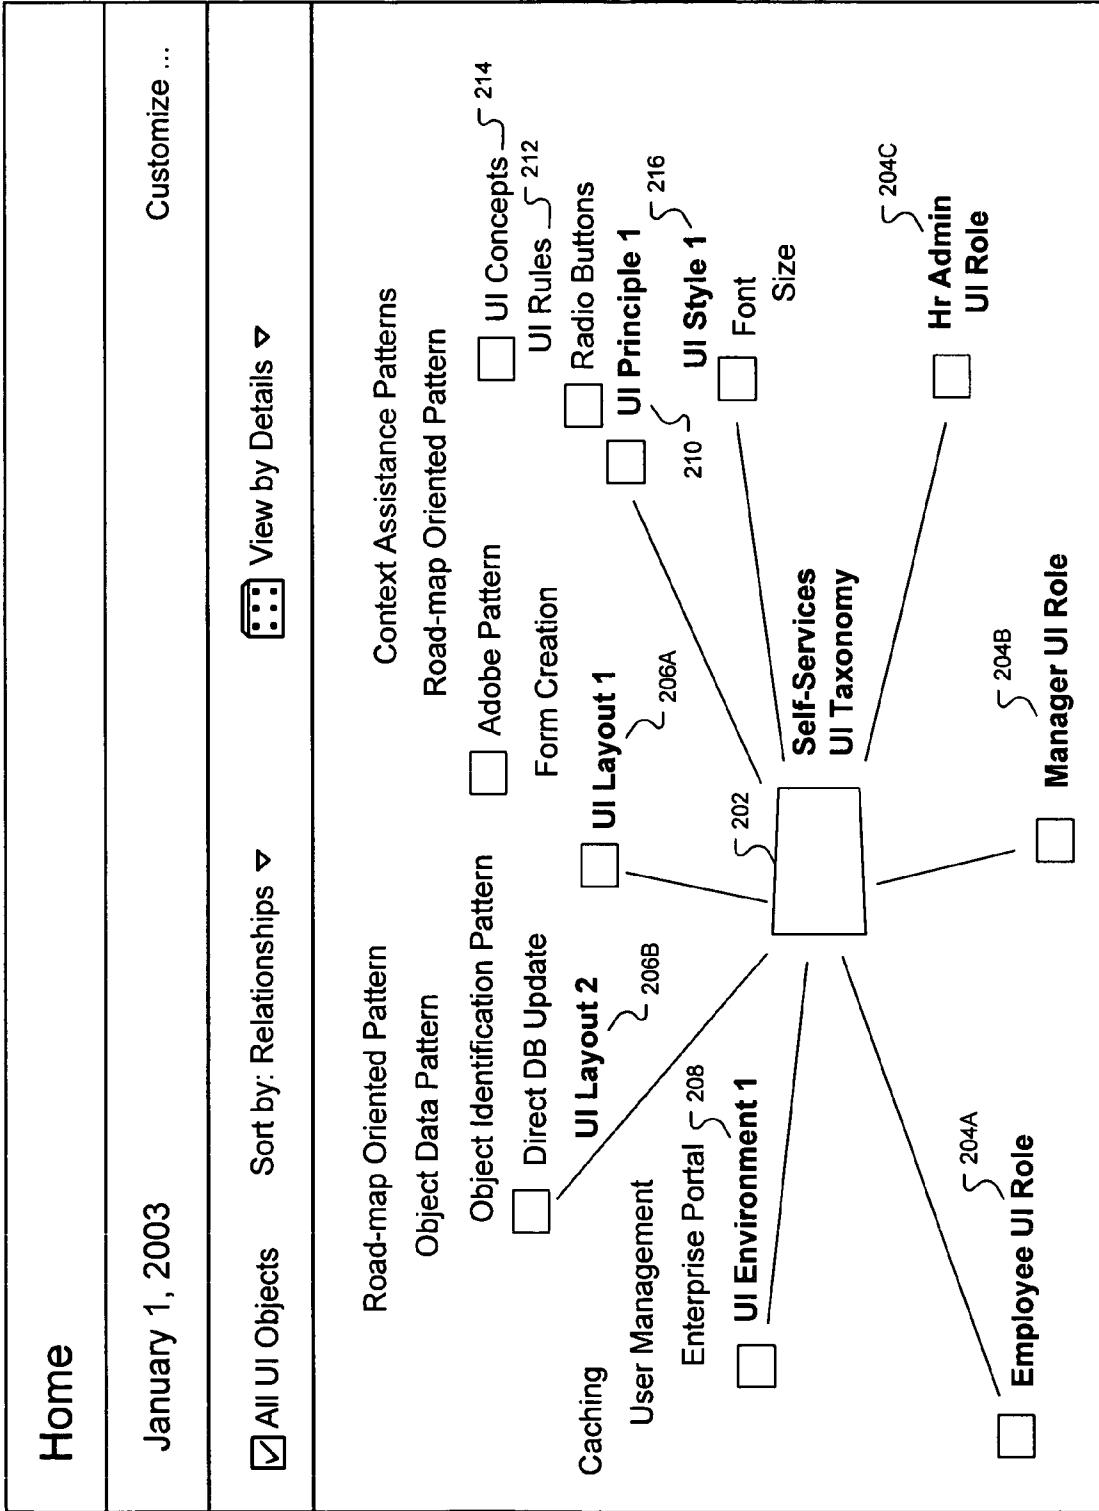 Home
January 1, 2003
Customize ...
All UI Objects
Sort by: Relationships
View by Details
Road-map Oriented Pattern
Context Assistance Patterns
Object Data Pattern
Road-map Oriented Pattern
Object Identification Pattern
Adobe Pattern
UI Concepts
214
Direct DB Update
Form Creation
UI Rules
212
Caching
UI Layout 2
206B
UI Layout 1
206A
Radio Buttons
User Management
UI Principle 1
210
216
Enterprise Portal
208
UI Style 1
UI Environment 1
202
Font
Size
Self-Services
UI Taxonomy
204A
Employee UI Role
204B
Manager UI Role
204C
Hr Admin
UI Role